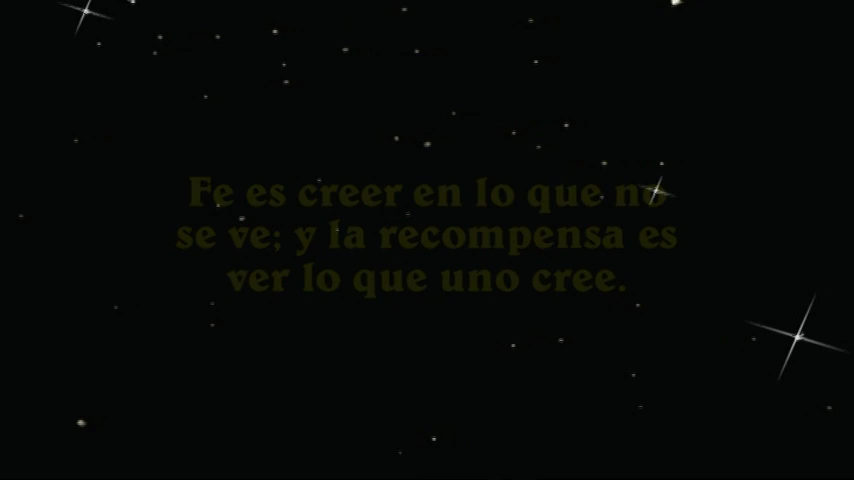 Fe es creer en lo que no
se ve; y la recompensa es
ver lo que uno cree.